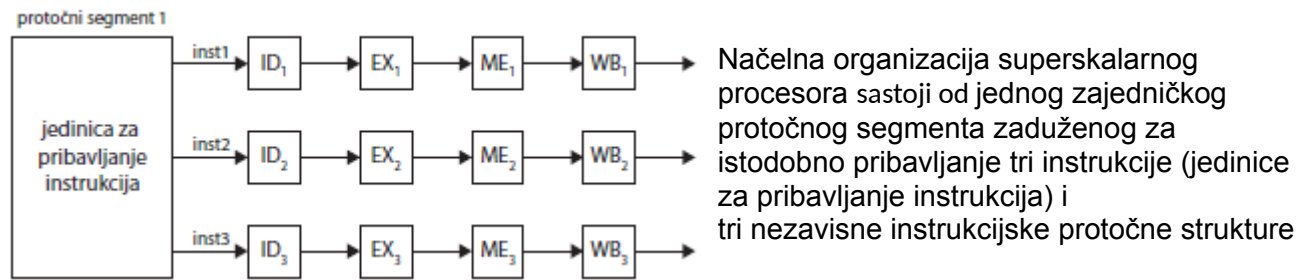 protočni segment 1
jedinica za
pribavljanje
instrukcija
inst1 ID₁ EX₁ ME₁ WB₁
inst2 ID₂ EX₂ ME₂ WB₂
inst3 ID₃ EX₃ ME₃ WB₃
Načelna organizacija superskalarnog
procesora sastoji od jednog zajedničkog
protočnog segmenta zaduženog za
istodobno pribavljanje tri instrukcije (jedinice
za pribavljanje instrukcija) i
tri nezavisne instrukcijske protočne strukture